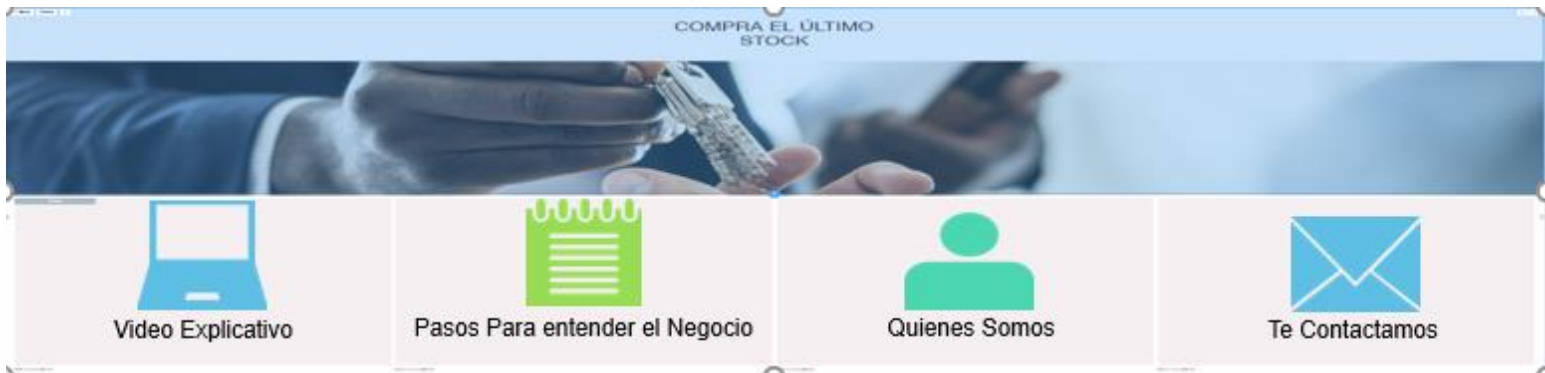 COMPRA EL ÚLTIMO
STOCK
Video Explicativo
Pasos Para entender el Negocio
Quienes Somos
Te Contactamos